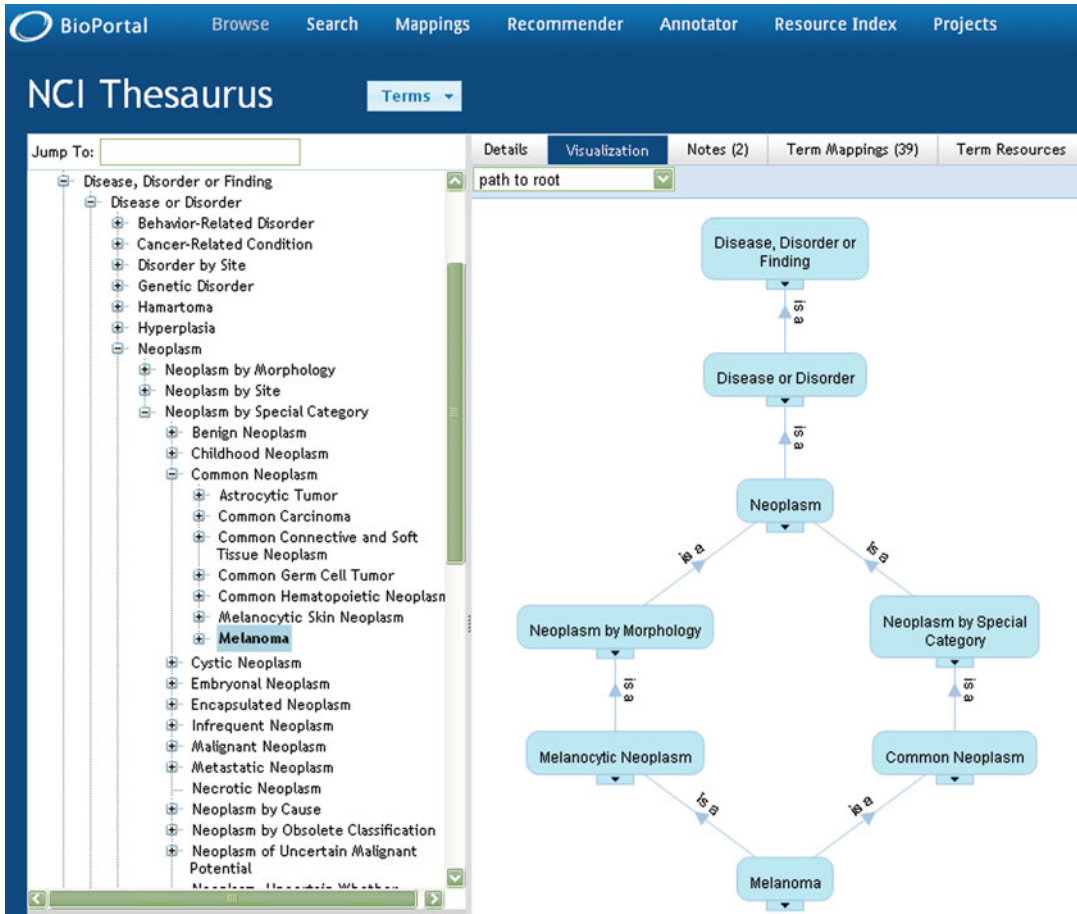 BioPortal Browse Search Mappings Recommender Annotator Resource Index Projects
NCI Thesaurus
Terms
Jump To:
Disease, Disorder or Finding
Disease or Disorder
Behavior-Related Disorder
Cancer-Related Condition
Disorder by Site
Genetic Disorder
Hamartoma
Hyperplasia
Neoplasm
Neoplasm by Morphology
Neoplasm by Site
Neoplasm by Special Category
Benign Neoplasm
Childhood Neoplasm
Common Neoplasm
Astrocytic Tumor
Common Carcinoma
Common Connective and Soft
Tissue Neoplasm
Common Germ Cell Tumor
Common Hematopoietic Neoplasm
Melanocytic Skin Neoplasm
Melanoma
Cystic Neoplasm
Embryonal Neoplasm
Encapsulated Neoplasm
Infrequent Neoplasm
Malignant Neoplasm
Metastatic Neoplasm
Necrotic Neoplasm
Neoplasm by Cause
Neoplasm by Obsolete Classification
Neoplasm of Uncertain Malignant
Potential
Details Visualization Notes (2) Term Mappings (39) Term Resources
path to root
Disease, Disorder or
Finding
is a
Disease or Disorder
is a
Neoplasm
is a
is a
Neoplasm by Morphology
Neoplasm by Special
Category
is a
is a
Melanocytic Neoplasm
Common Neoplasm
is a
is a
Melanoma